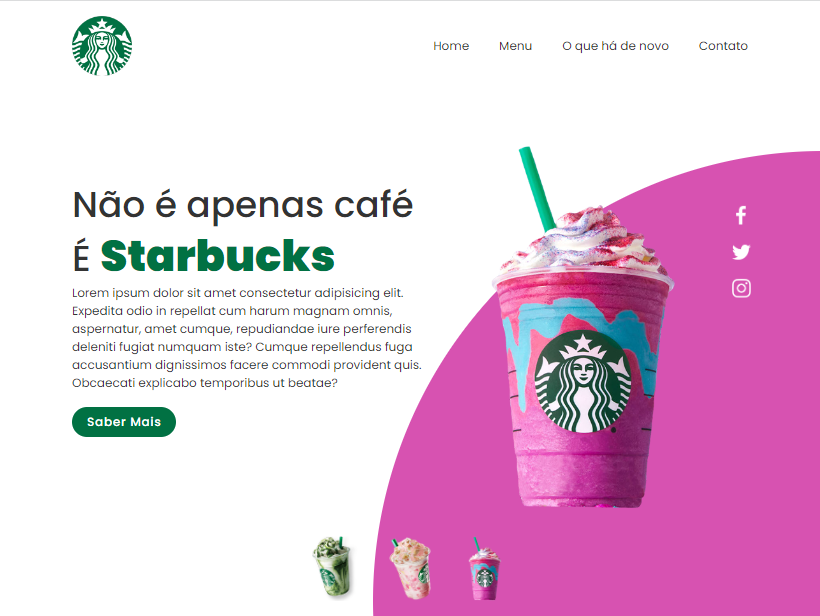 Home Menu O que há de novo Contato
Não é apenas café
É Starbucks
Lorem ipsum dolor sit amet consectetur adipisicing elit.
Expedita odio in repellat cum harum magnam omnis,
aspernatur, amet cumque, repudiandae iure perferendis
deleniti fugiat numquam iste? Cumque repellendus fuga
accusantium dignissimos facere commodi provident quis.
Obcaecati explicabo temporibus ut beatae?
Saber Mais